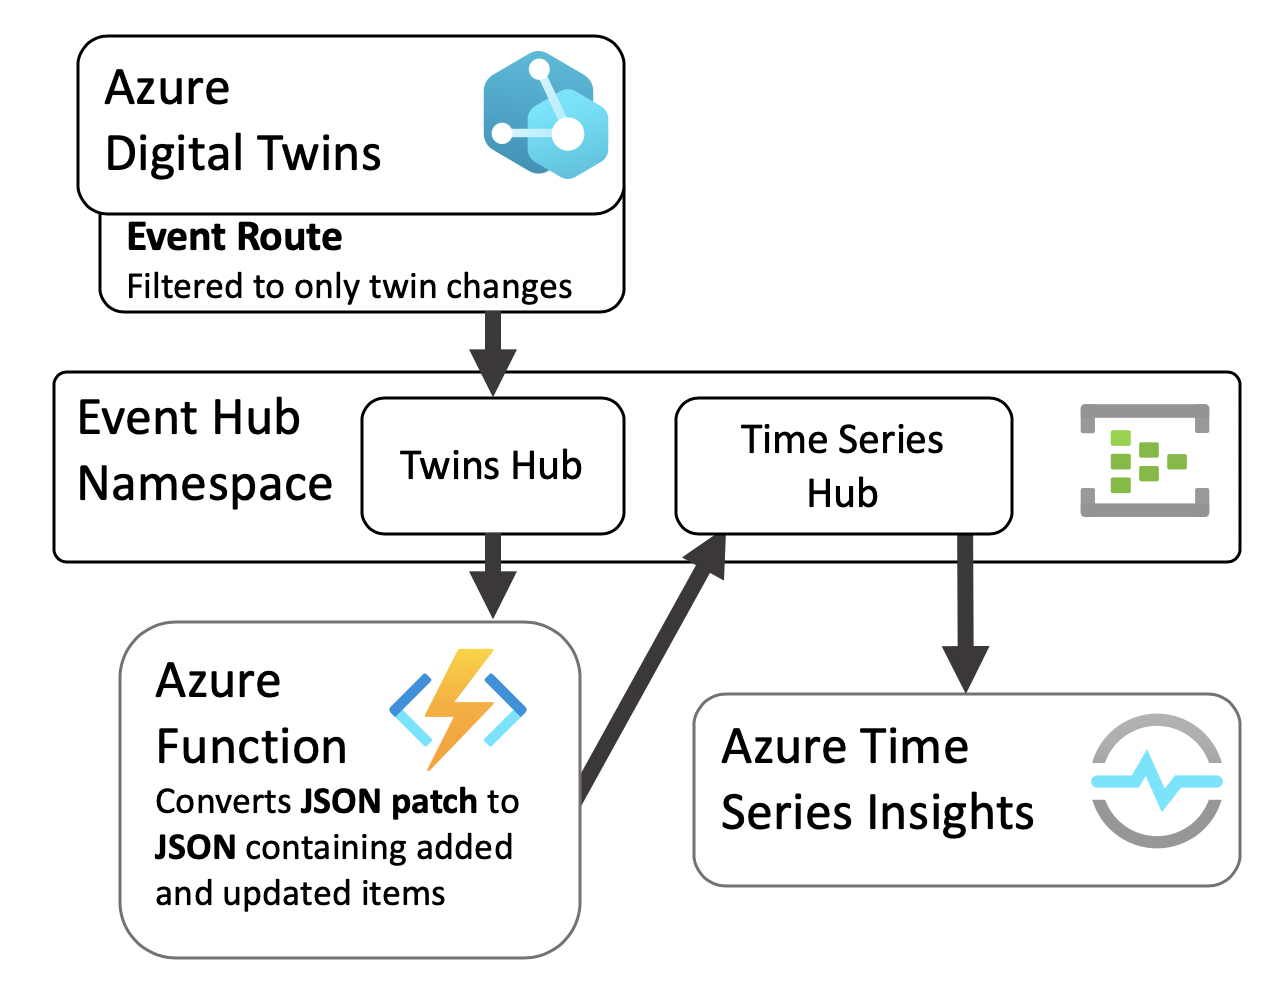 Azure
Digital Twins
Event Route
Filtered to only twin changes
Event Hub
Namespace
Twins Hub
Time Series
Hub
Azure
Function
Converts JSON patch to
JSON containing added
and updated items
Azure Time
Series Insights